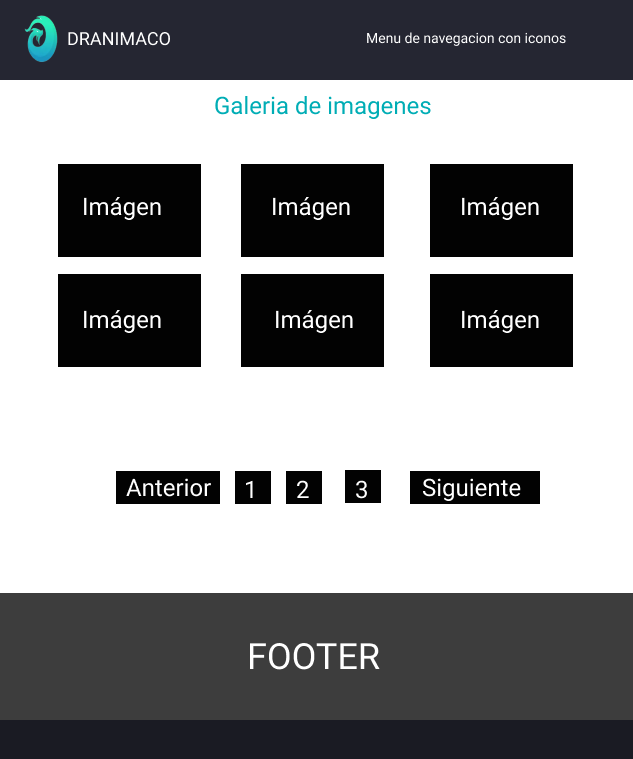 DRANIMACO
Menu de navegacion con iconos
Galeria de imagenes
Imágen Imágen Imágen
Imágen Imágen Imágen
Anterior 1 2 3 Siguiente
FOOTER